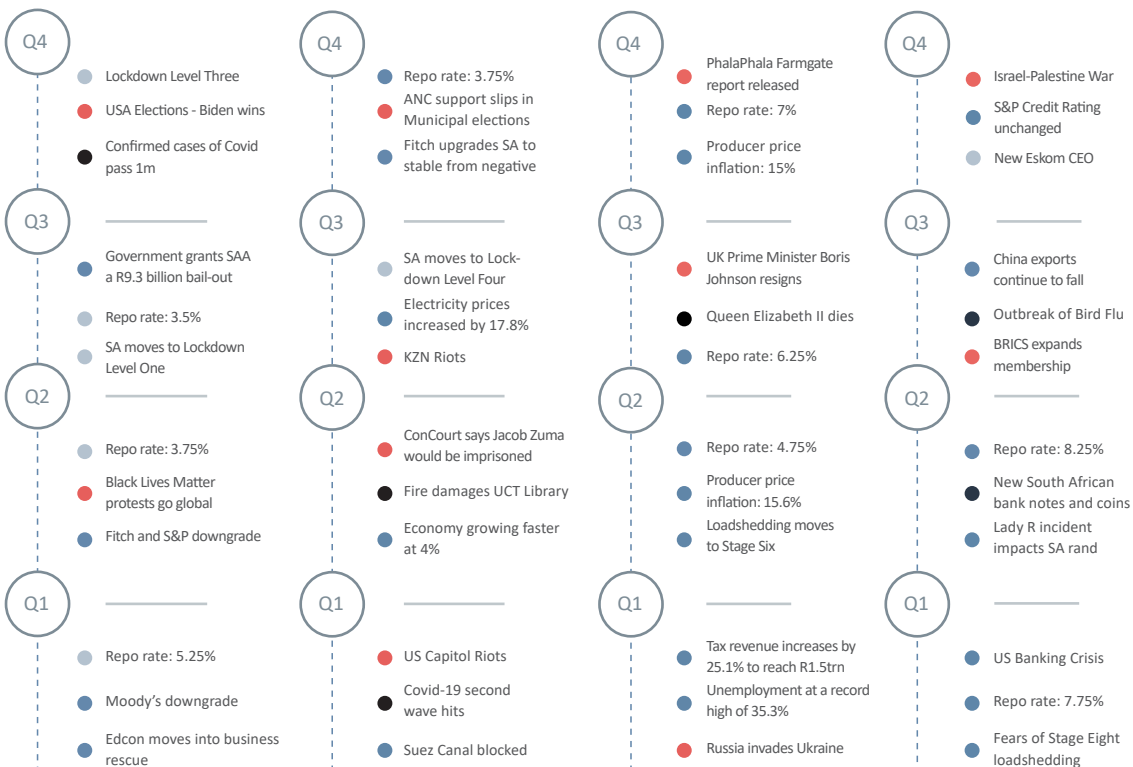 Q4
Lockdown Level Three
USA Elections - Biden wins
Confirmed cases of Covid
pass 1m
Q3
Government grants SAA
a R9.3 billion bail-out
Repo rate: 3.5%
SA moves to Lockdown
Level One
Q2
Repo rate: 3.75%
Black Lives Matter
protests go global
Fitch and S&P downgrade
Q1
Repo rate: 5.25%
Moody's downgrade
Edcon moves into business
rescue
Q4
Repo rate: 3.75%
ANC support slips in
Municipal elections
Fitch upgrades SA to
stable from negative
Q3
SA moves to Lock-
down Level Four
Electricity prices
increased by 17.8%
KZN Riots
Q2
ConCourt says Jacob Zuma
would be imprisoned
Fire damages UCT Library
Economy growing faster
at 4%
Q1
US Capitol Riots
Covid-19 second
wave hits
Suez Canal blocked
Q4
PhalaPhala Farmgate
report released
Repo rate: 7%
Producer price
inflation: 15%
Q3
UK Prime Minister Boris
Johnson resigns
Queen Elizabeth II dies
Repo rate: 6.25%
Q2
Repo rate: 4.75%
Producer price
inflation: 15.6%
Loadshedding moves
to Stage Six
Q1
Tax revenue increases by
25.1% to reach R1.5trn
Unemployment at a record
high of 35.3%
Russia invades Ukraine
Q4
Israel-Palestine War
S&P Credit Rating
unchanged
New Eskom CEO
Q3
China exports
continue to fall
Outbreak of Bird Flu
BRICS expands
membership
Q2
Repo rate: 8.25%
New South African
bank notes and coins
Lady R incident
impacts SA rand
Q1
US Banking Crisis
Repo rate: 7.75%
Fears of Stage Eight
loadshedding